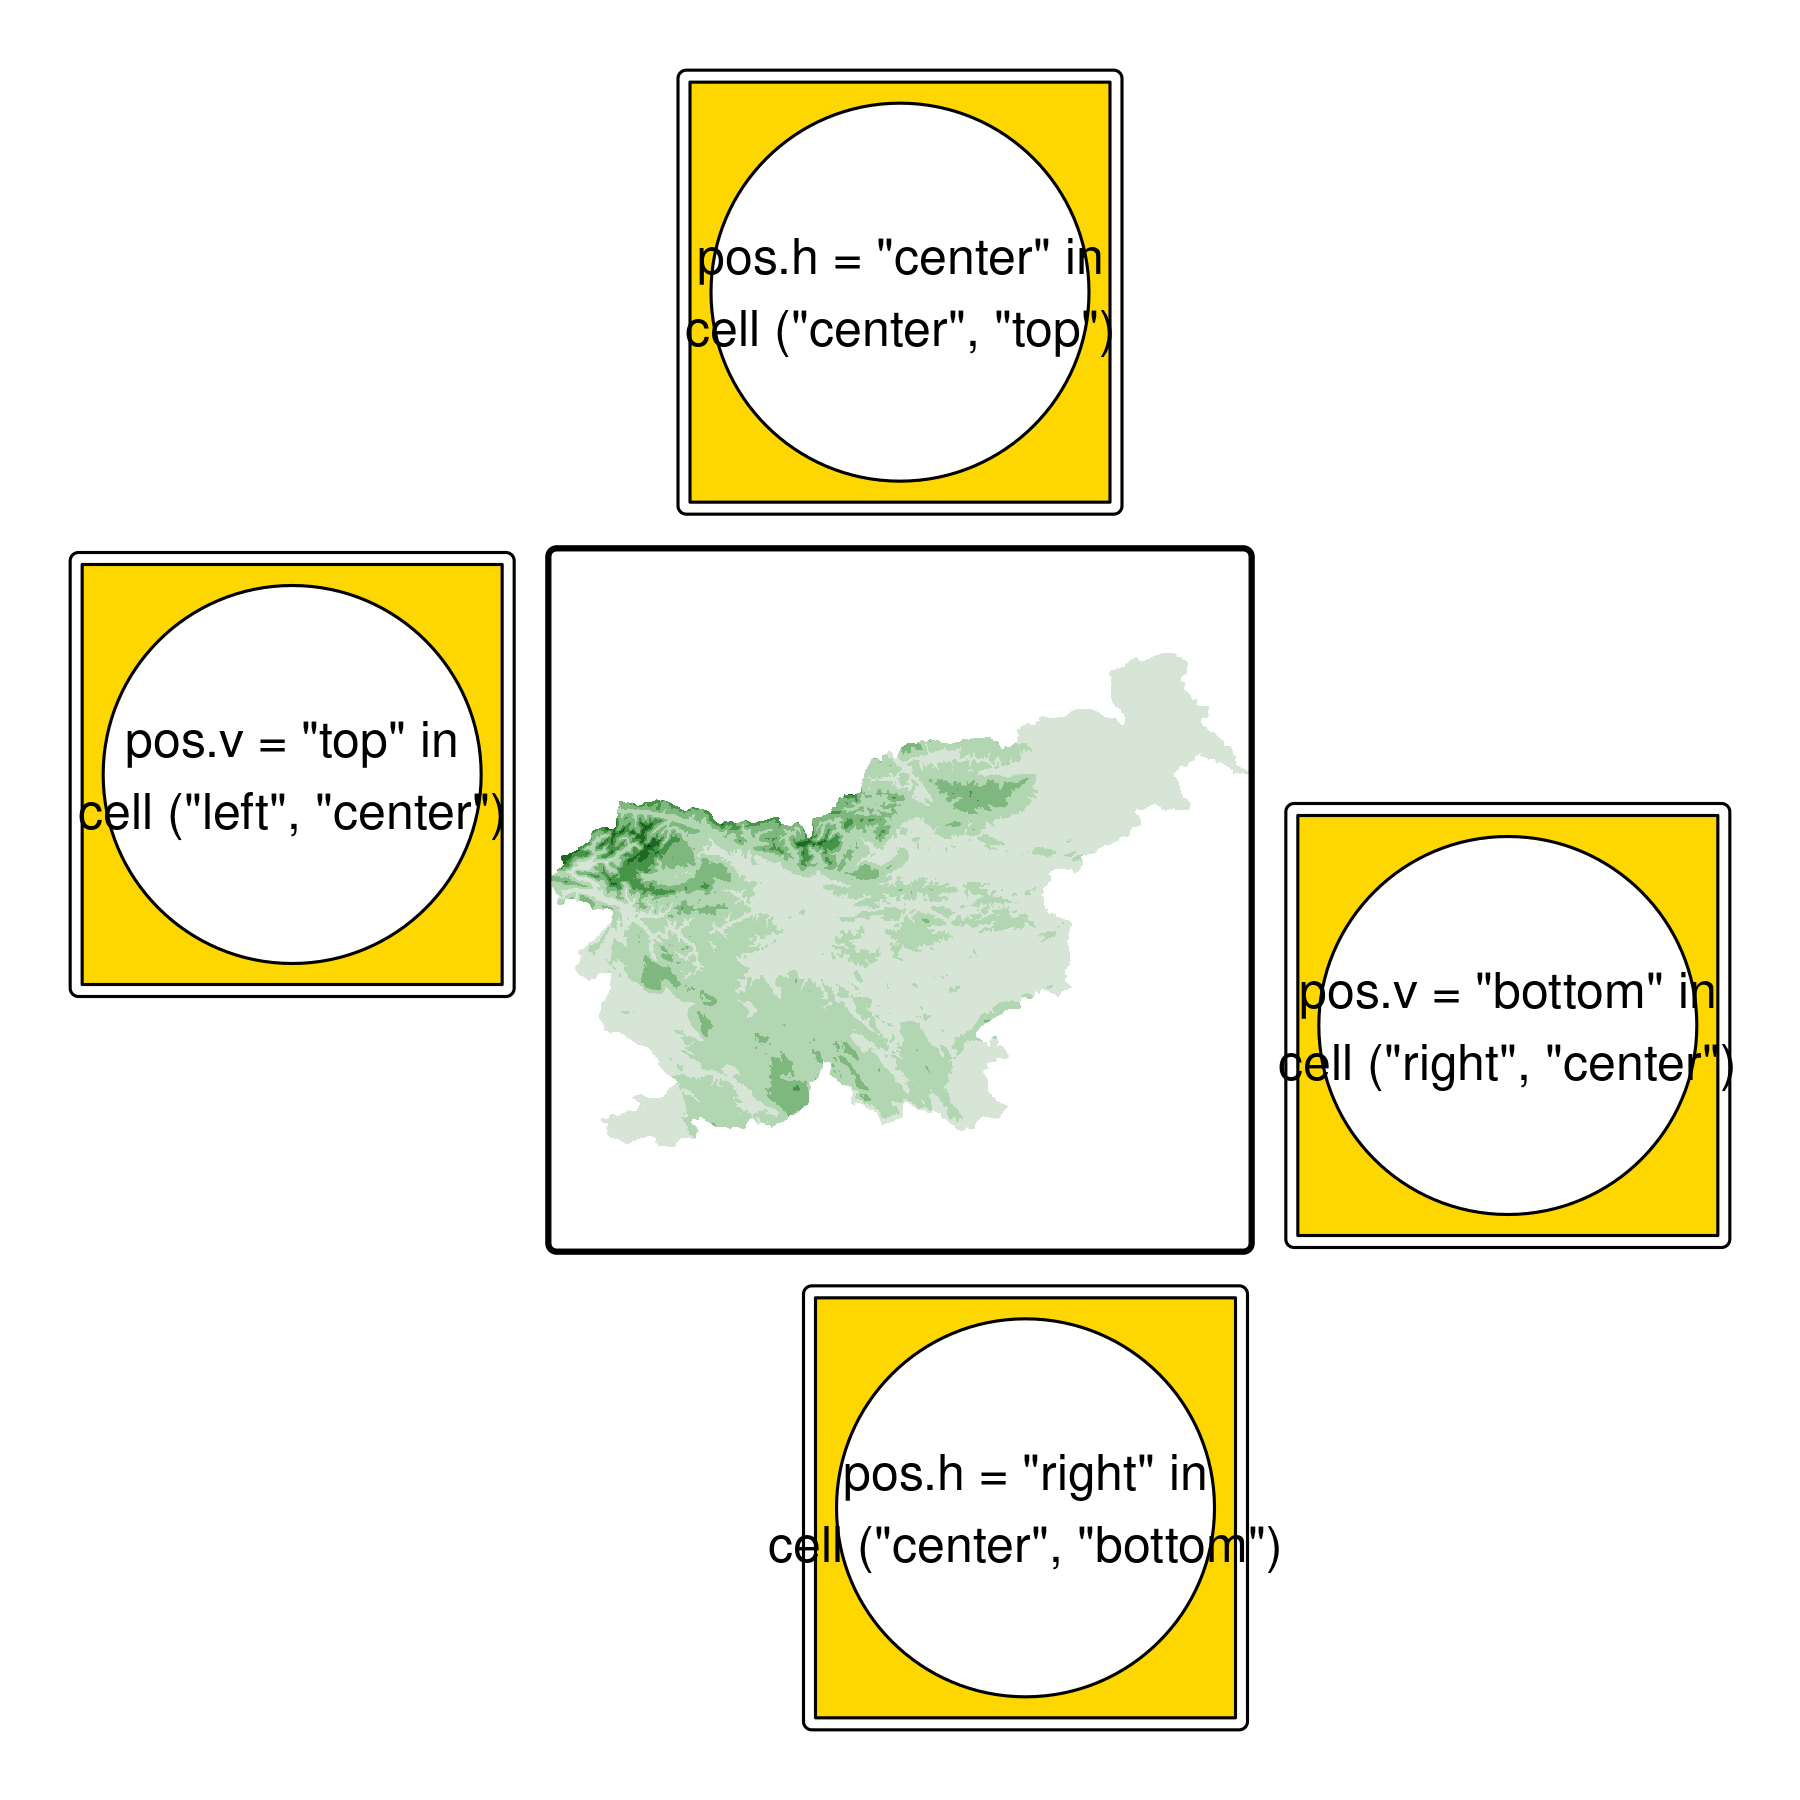 pos.h = "center" in
cell ("center", "top")
pos.v = "top" in
cell ("left", "center")
pos.v = "bottom" in
cell ("right", "center")
pos.h = "right" in
cell ("center", "bottom")